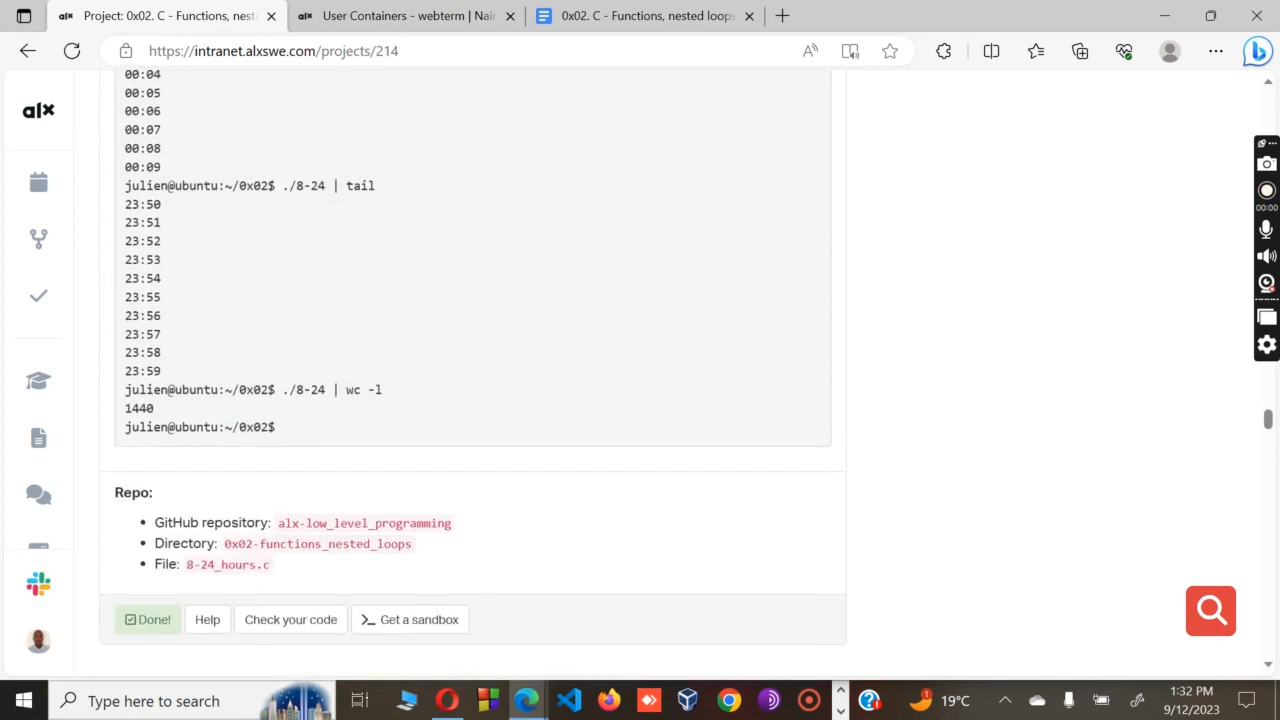 Project: 0x02. C - Functions, nest
User Containers - webterm | Nair
0x02. C - Functions, nested loops
https://intranet.alxswe.com/projects/214
alx
00:04
00:05
00:06
00:07
00:08
00:09
julien@ubuntu:~/0x02$ ./8-24 | tail
23:50
23:51
23:52
23:53
23:54
23:55
23:56
23:57
23:58
23:59
julien@ubuntu:~/0x02$ ./8-24 | wc -l
1440
julien@ubuntu:~/0x02$
Repo:
• GitHub repository: alx-low_level_programming
• Directory: 0x02-functions_nested_loops
• File: 8-24_hours.c
Done! Help Check your code Get a sandbox
00:00
Type here to search
1
19°C
1:32 PM
9/12/2023